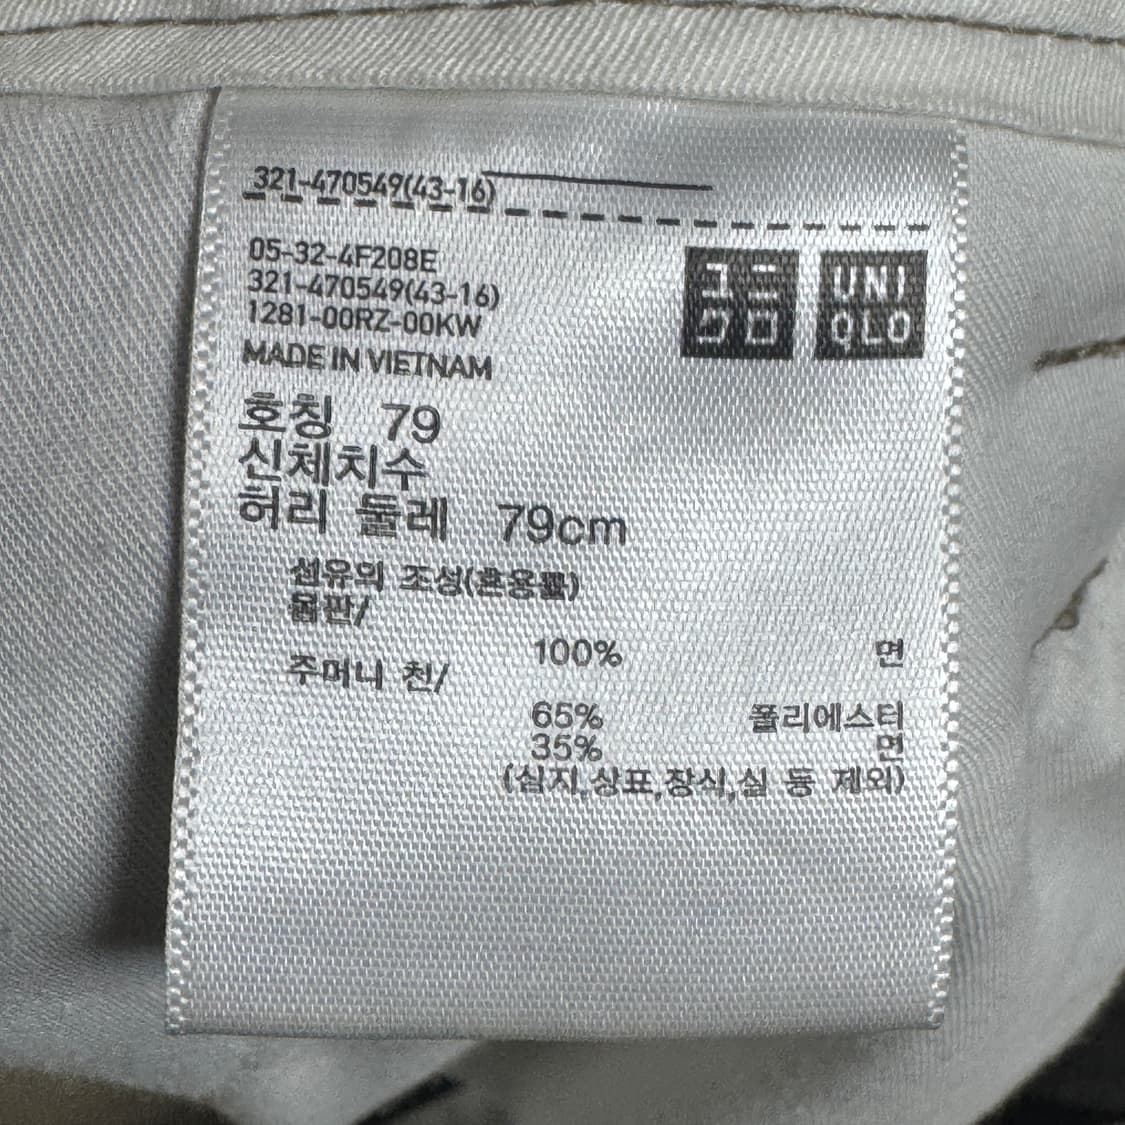 321-470549(43-16)
05-32-4F208E
321-470549(43-16)
1281-00RZ-00KW
MADE IN VIETNAM
ユニ
クロ
UNI
QLO
호칭 79
신체치수
허리 둘레 79cm
섬유의 조성(혼용률)
몸판/
100% 면
주머니 천/
65% 폴리에스터
35% 면
(심지,상표,장식,실 등 제외)